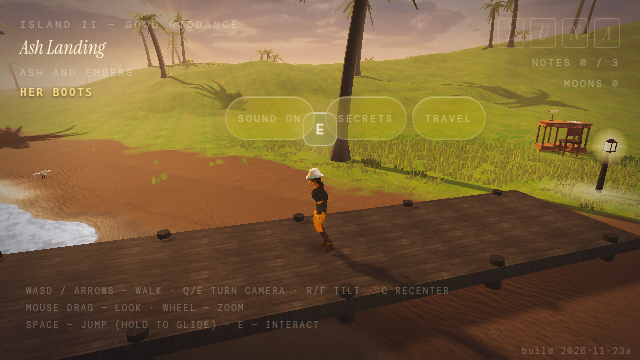 ISLAND II — GOOD RIDDANCE
Ash Landing
ASH AND EMBERS
HER BOOTS
NOTES 0 / 3
MOONS 0
SOUND ON
SECRETS
TRAVEL
E
WASD / ARROWS — WALK · Q/E TURN CAMERA · R/F TILT · C RECENTER
MOUSE DRAG — LOOK · WHEEL — ZOOM
SPACE — JUMP (HOLD TO GLIDE) · E — INTERACT
build 2026-11-23a